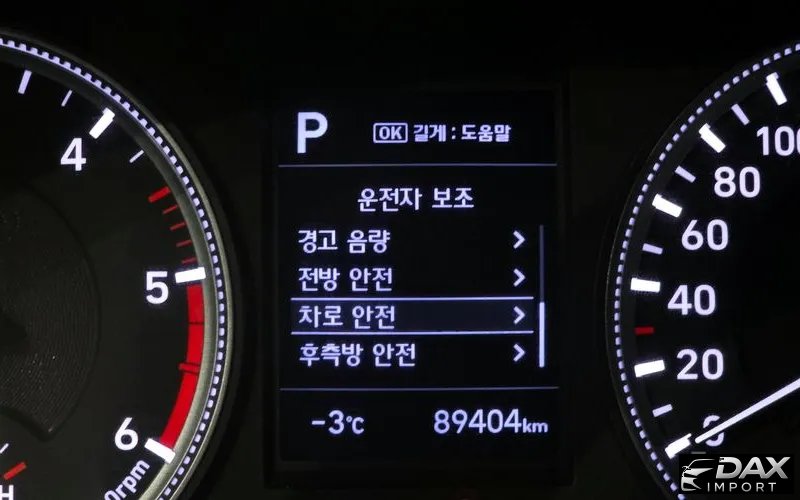 P
OK 길게 : 도움말
운전자 보조
경고 음량
전방 안전
차로 안전
후측방 안전
-3℃
89404km
4
5
6
100
80
60
40
20
0
DAX
IMPORT